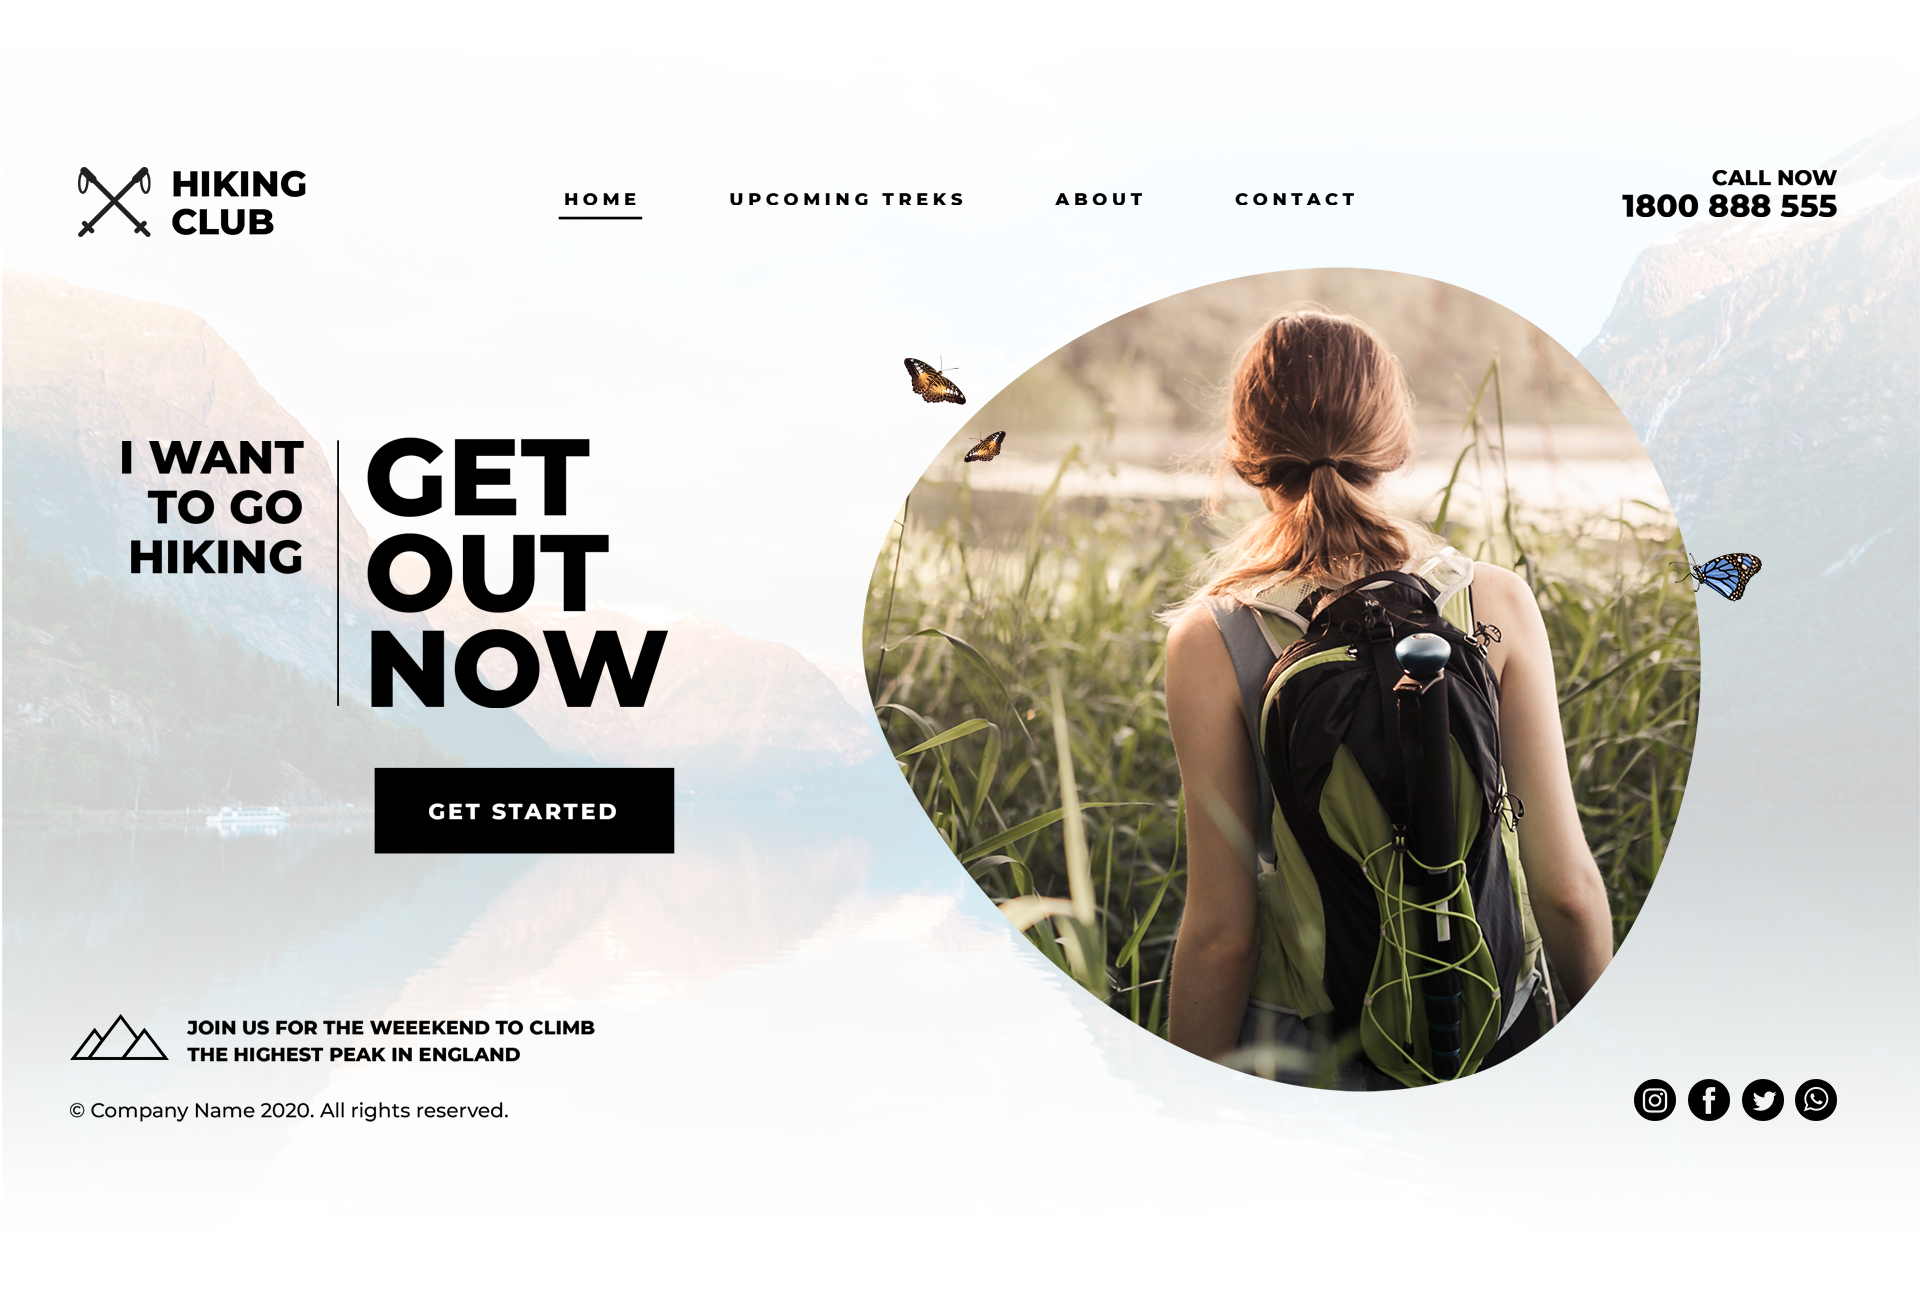 HIKING
CLUB
HOME
UPCOMING TREKS
ABOUT
CONTACT
CALL NOW
1800 888 555
I WANT
TO GO
HIKING
GET
OUT
NOW
GET STARTED
JOIN US FOR THE WEEEKEND TO CLIMB
THE HIGHEST PEAK IN ENGLAND
© Company Name 2020. All rights reserved.